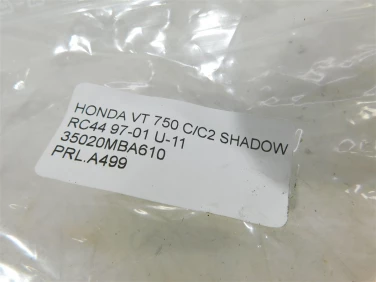 HONDA VT 750 C/C2 SHADOW
RC44 97-01 U-11
35020MBA610
PRL.A499